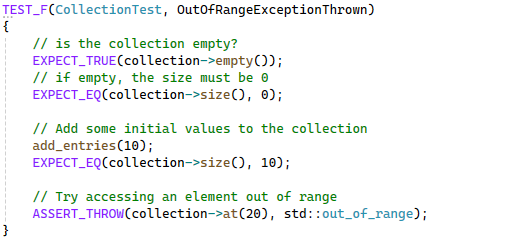 TEST_F(CollectionTest, OutOfRangeExceptionThrown)
{
    // is the collection empty?
    EXPECT_TRUE(collection->empty());
    // if empty, the size must be 0
    EXPECT_EQ(collection->size(), 0);

    // Add some initial values to the collection
    add_entries(10);
    EXPECT_EQ(collection->size(), 10);

    // Try accessing an element out of range
    ASSERT_THROW(collection->at(20), std::out_of_range);
}